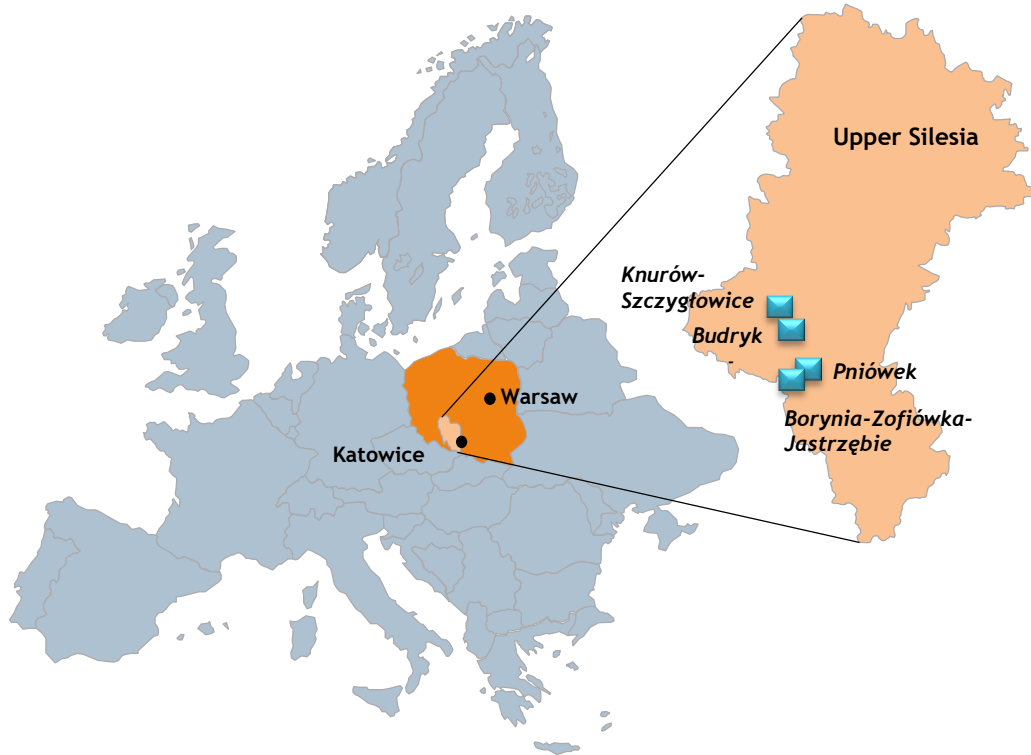 Upper Silesia
Knurów-
Szczygłowice
Budryk
-
Pniówek
Warsaw
Borynia-Zofiówka-
Jastrzębie
Katowice